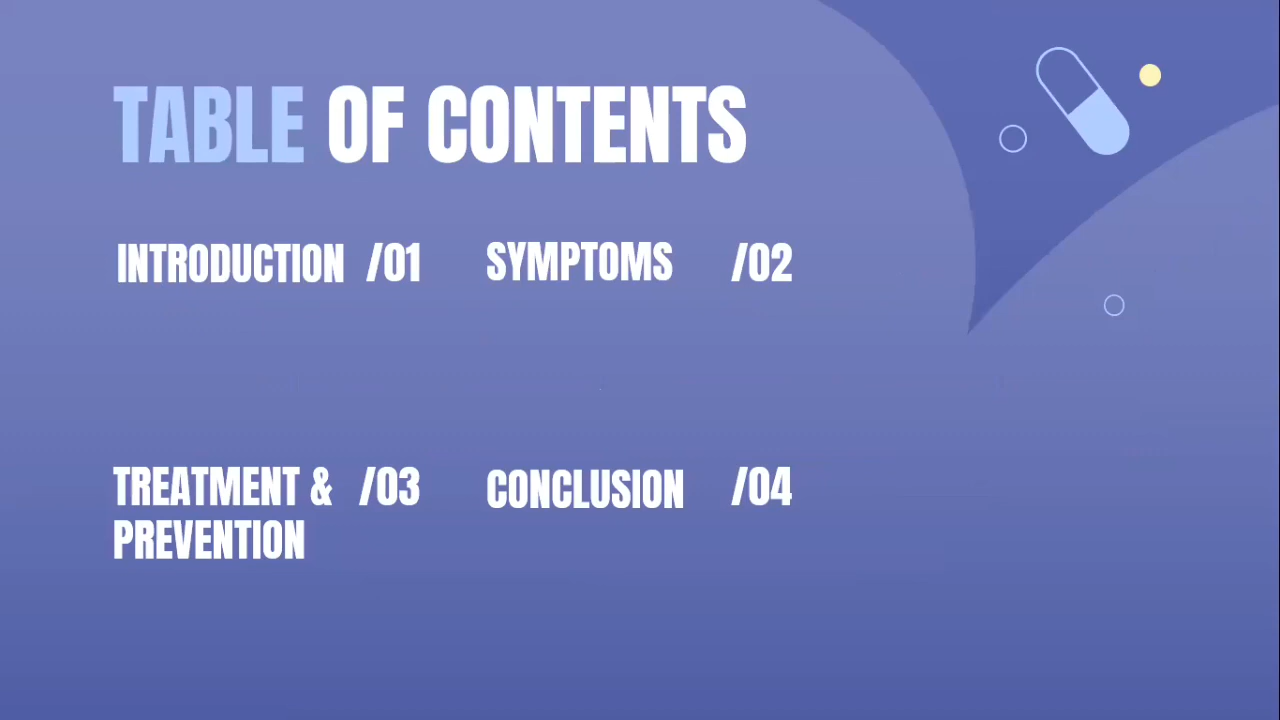 TABLE OF CONTENTS
INTRODUCTION /01
SYMPTOMS /02
TREATMENT & /03
PREVENTION
CONCLUSION /04